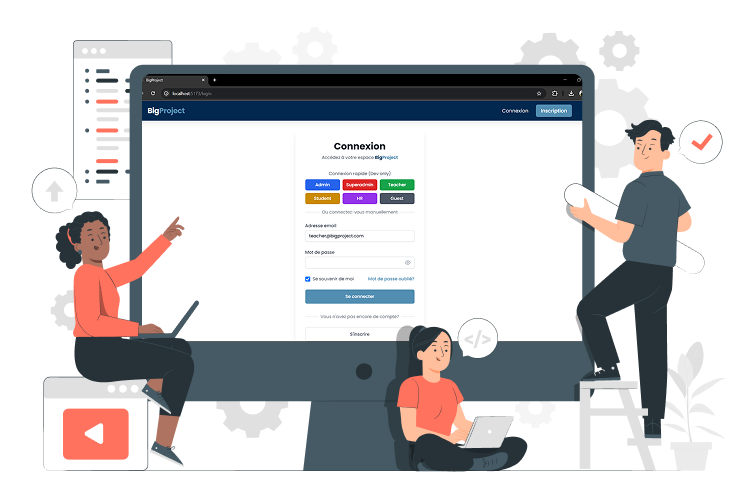 BigProject
localhost:5173/login
BigProject
Connexion
Inscription
Connexion
Accédez à votre espace BigProject
Connexion rapide (Dev only)
Admin
Superadmin
Teacher
Student
HR
Guest
Ou connectez-vous manuellement
Adresse email
teacher@bigproject.com
Mot de passe
Se souvenir de moi
Mot de passe oublié?
Se connecter
Vous n'avez pas encore de compte?
S'inscrire
</>